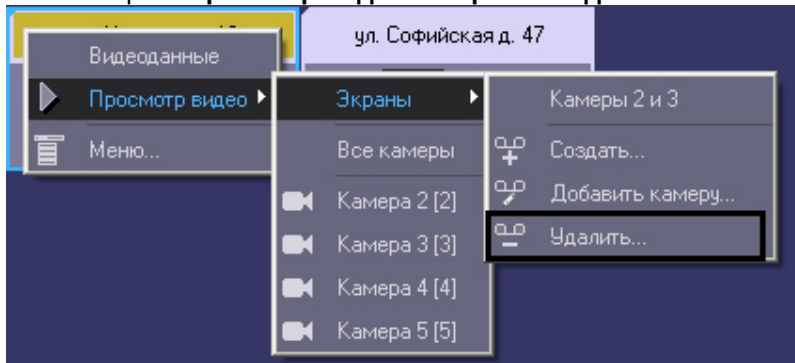 ул. Софийская д. 47
Видеоданные
Просмотр видео
Меню...
Экраны
Все камеры
Камера 2 [2]
Камера 3 [3]
Камера 4 [4]
Камера 5 [5]
Камеры 2 и 3
Создать...
Добавить камеру...
Удалить...